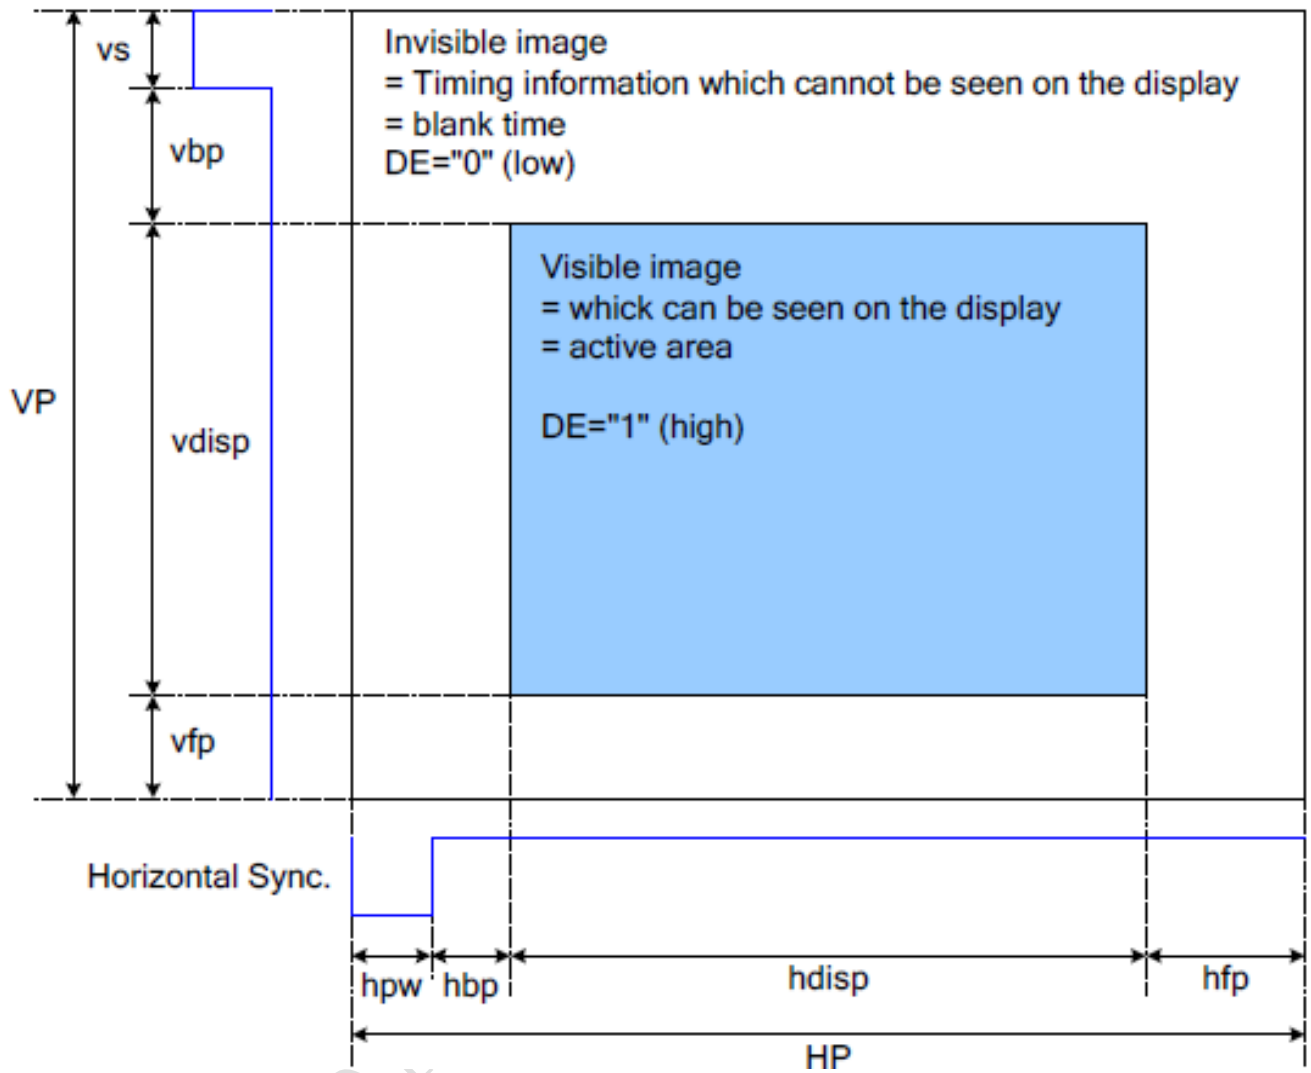 vs
Invisible image
= Timing information which cannot be seen on the display
= blank time
DE="0" (low)
vbp
Visible image
= whick can be seen on the display
= active area
DE="1" (high)
VP
vdisp
vfp
Horizontal Sync.
hpw
hbp
hdisp
hfp
HP